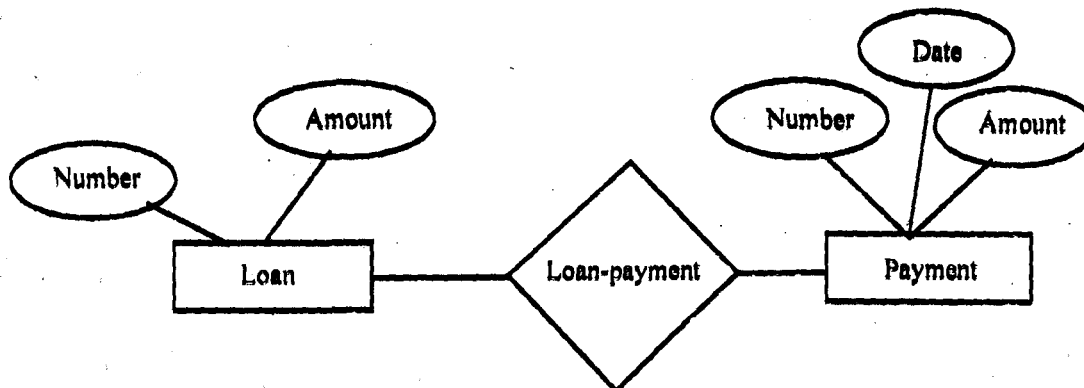 Date
Amount
Number
Amount
Number
Loan
Loan-payment
Payment